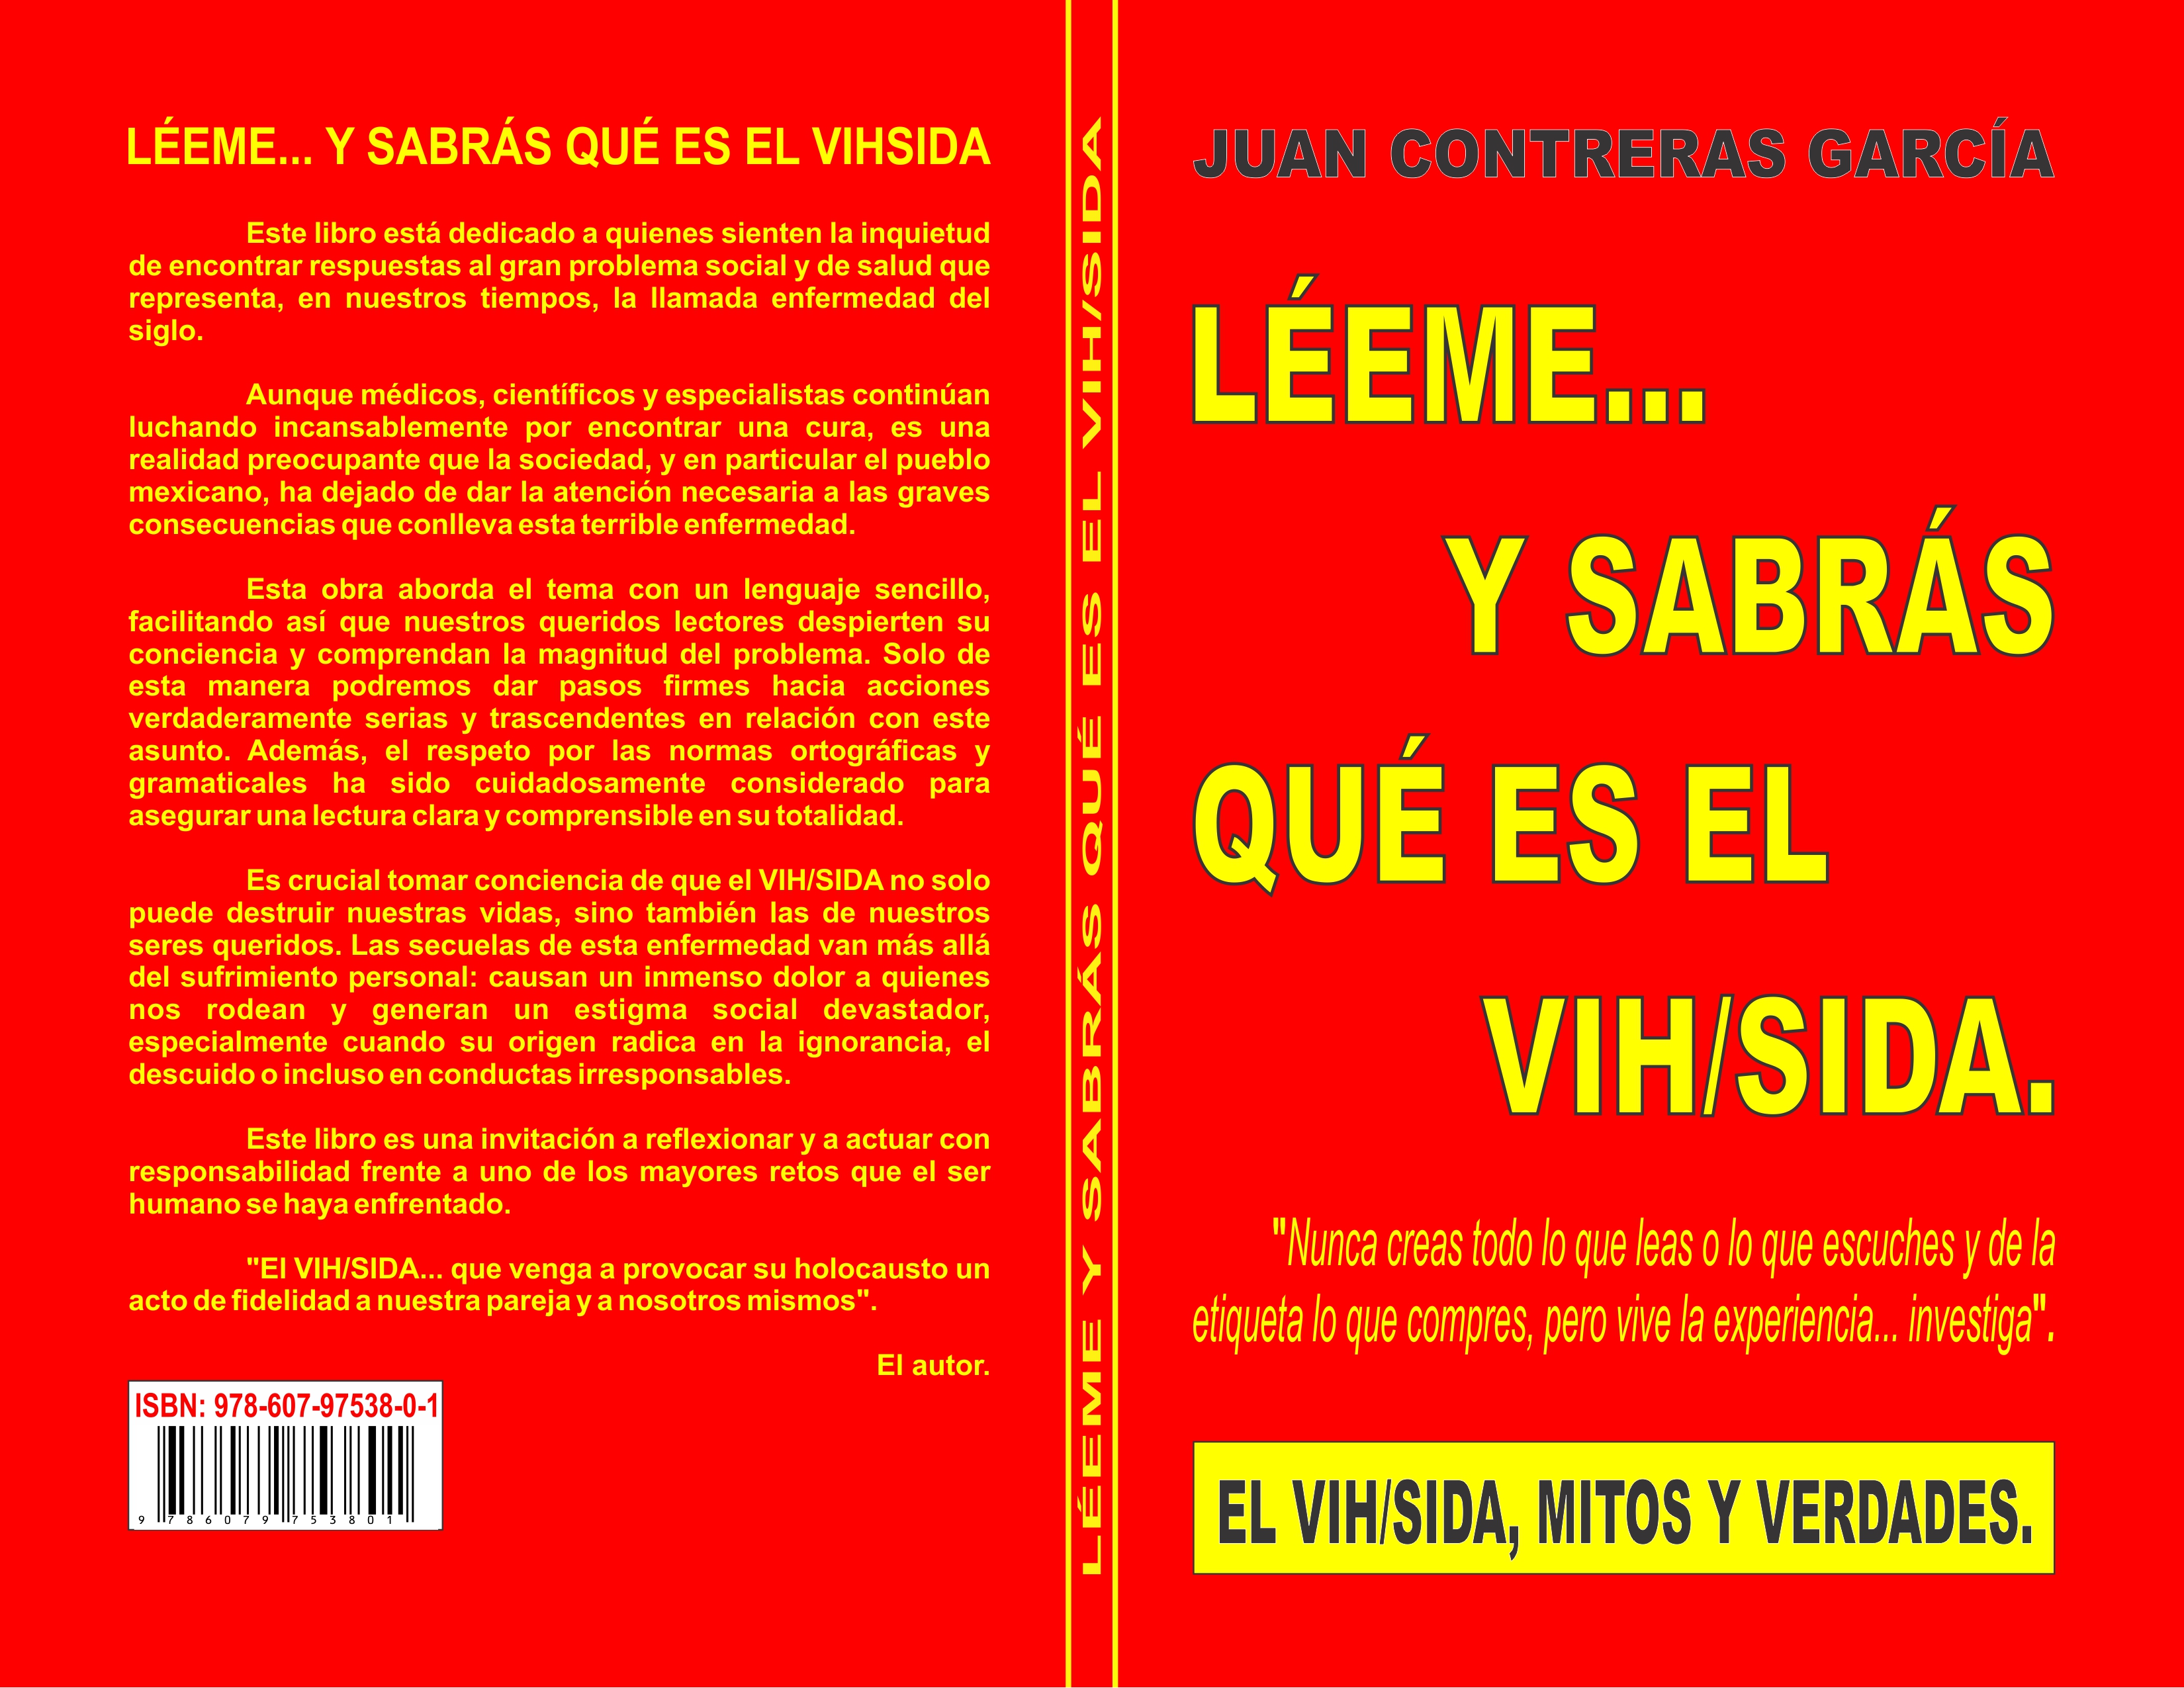 LÉEME... Y SABRÁS QUÉ ES EL VIHSIDA
Este libro está dedicado a quienes sienten la inquietud
de encontrar respuestas al gran problema social y de salud que
representa, en nuestros tiempos, la llamada enfermedad del
siglo.
Aunque médicos, científicos y especialistas continúan
luchando incansablemente por encontrar una cura, es una
realidad preocupante que la sociedad, y en particular el pueblo
mexicano, ha dejado de dar la atención necesaria a las graves
consecuencias que conlleva esta terrible enfermedad.
Esta obra aborda el tema con un lenguaje sencillo,
facilitando así que nuestros queridos lectores despierten su
conciencia y comprendan la magnitud del problema. Solo de
esta manera podremos dar pasos firmes hacia acciones
verdaderamente serias y trascendentes en relación con este
asunto. Además, el respeto por las normas ortográficas y
gramaticales ha sido cuidadosamente considerado para
asegurar una lectura clara y comprensible en su totalidad.
Es crucial tomar conciencia de que el VIH/SIDA no solo
puede destruir nuestras vidas, sino también las de nuestros
seres queridos. Las secuelas de esta enfermedad van más allá
del sufrimiento personal: causan un inmenso dolor a quienes
nos rodean y generan un estigma social devastador,
especialmente cuando su origen radica en la ignorancia, el
descuido o incluso en conductas irresponsables.
Este libro es una invitación a reflexionar y a actuar con
responsabilidad frente a uno de los mayores retos que el ser
humano se haya enfrentado.
"El VIH/SIDA... que venga a provocar su holocausto un
acto de fidelidad a nuestra pareja y a nosotros mismos".
El autor.
ISBN: 978-607-97538-0-1
9 786079 753801
LÉEME Y SABRÁS QUÉ ES EL VIH/SIDA
JUAN CONTRERAS GARCÍA
LÉEME...
Y SABRÁS
QUÉ ES EL
VIH/SIDA.
"Nunca creas todo lo que leas o lo que escuches y de la
etiqueta lo que compres, pero vive la experiencia... investiga".
EL VIH/SIDA, MITOS Y VERDADES.